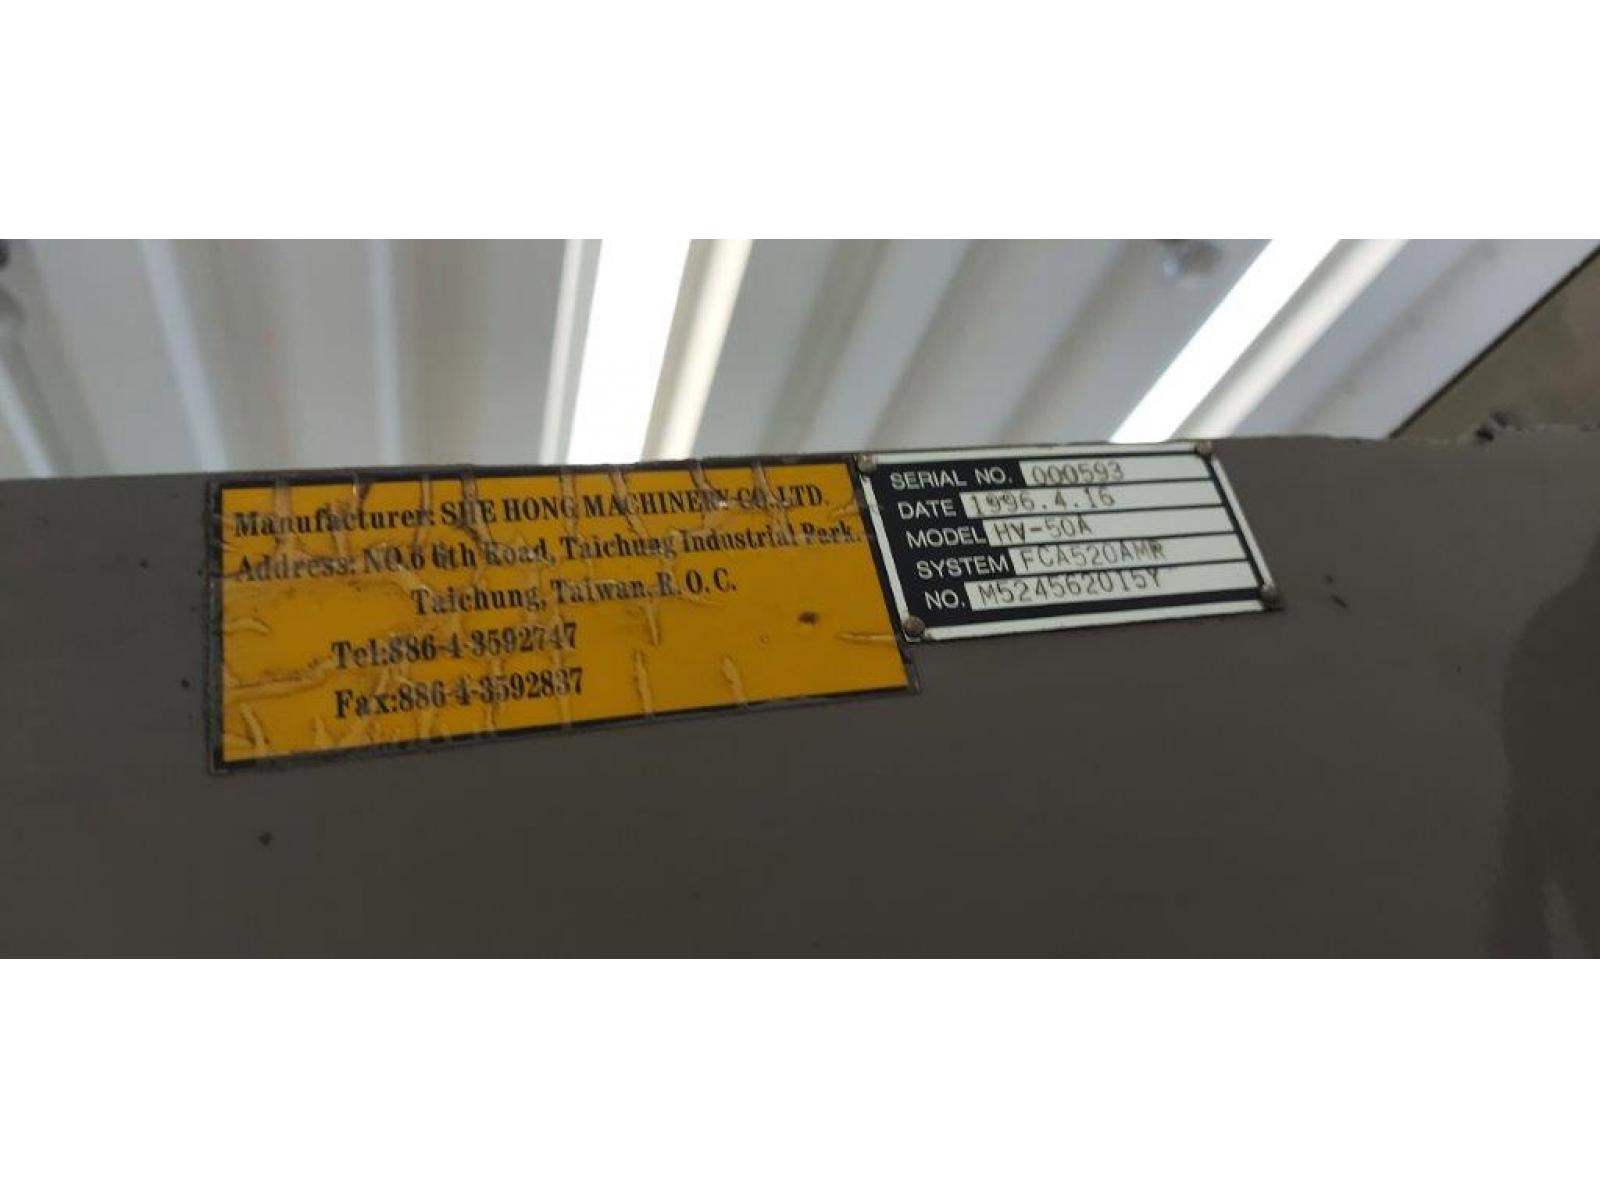 Manufacturer: SHE HONG MACHINERY CO.,LTD.
Address: NO.6 6th Road, Taichung Industrial Park.
Taichung, Taiwan, R.O.C.
Tel:886-4-3592747
Fax:886-4-3592837
SERIAL NO. 000593
DATE 1996.4.16
MODEL HV-50A
SYSTEM FCA520AMR
NO. M524562015Y